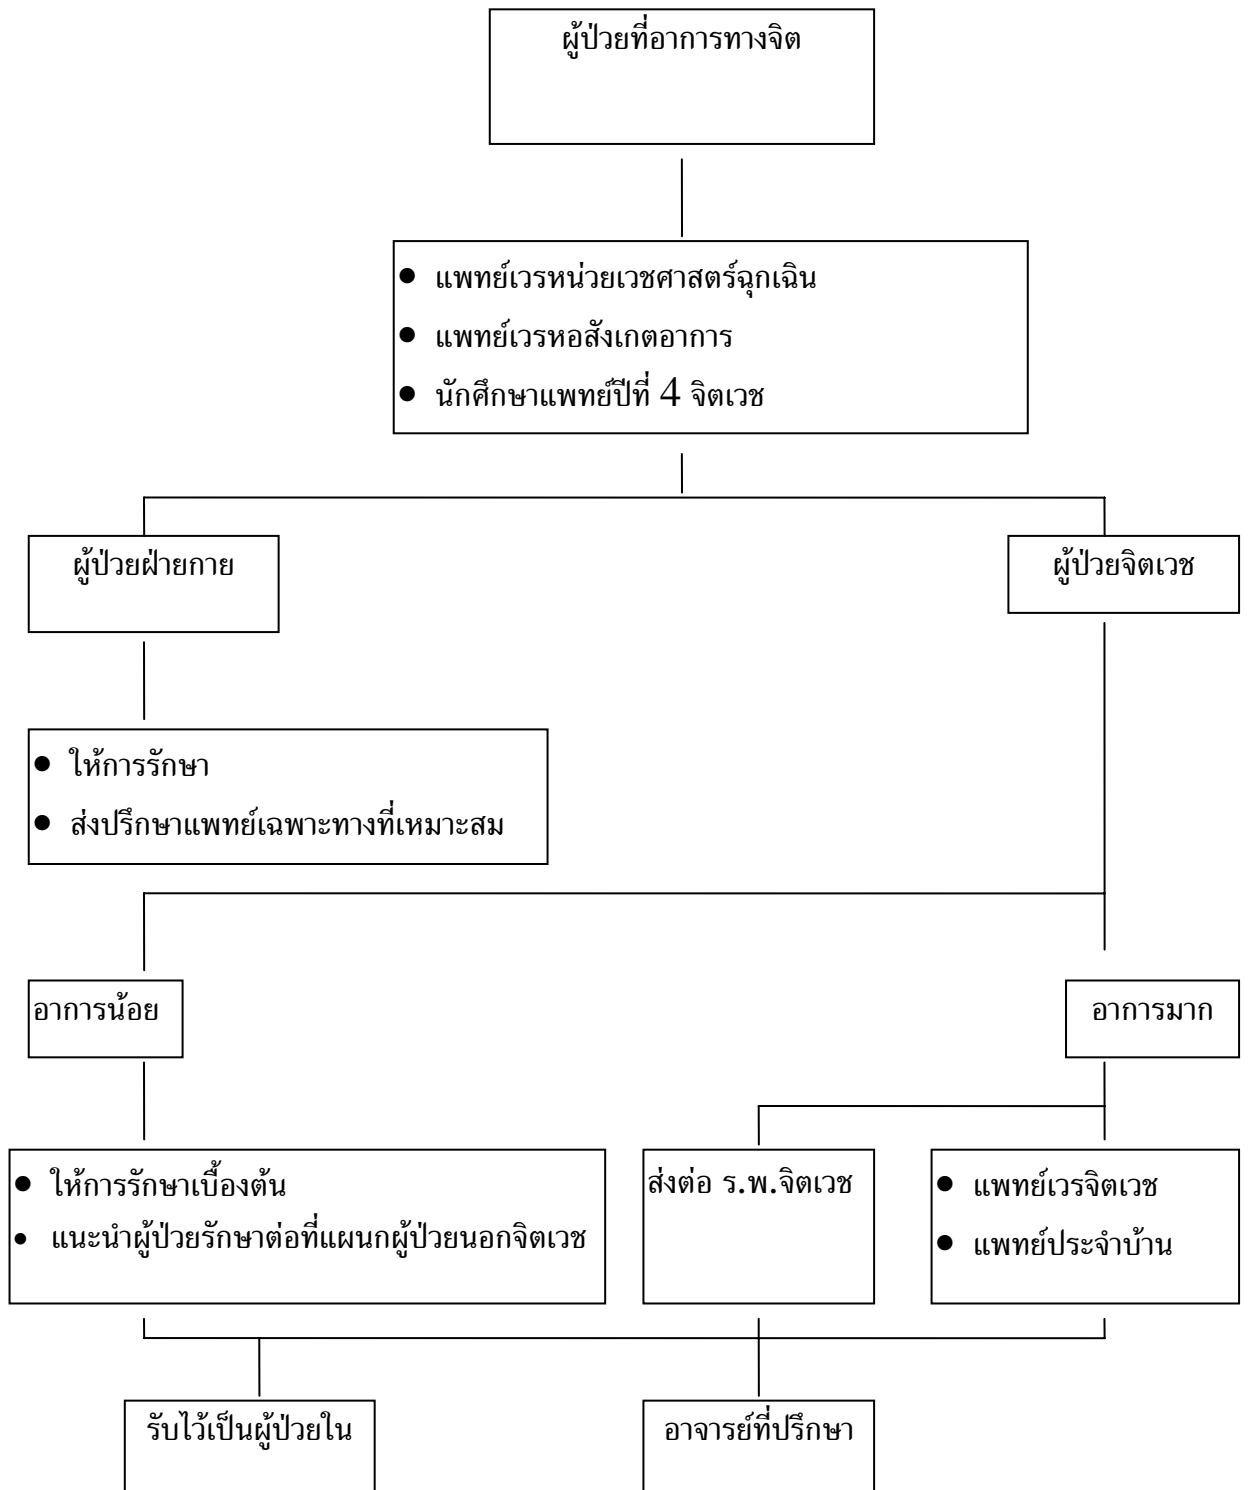 ผู้ป่วยที่อาการทางจิต
● แพทย์เวรหน่วยเวชศาสตร์ฉุกเฉิน
● แพทย์เวรหอสังเกตอาการ
● นักศึกษาแพทย์ปีที่ 4 จิตเวช
ผู้ป่วยฝ่ายกาย
ผู้ป่วยจิตเวช
● ให้การรักษา
● ส่งปรึกษาแพทย์เฉพาะทางที่เหมาะสม
อาการน้อย
อาการมาก
● ให้การรักษาเบื้องต้น
● แนะนำผู้ป่วยรักษาต่อที่แผนกผู้ป่วยนอกจิตเวช
ส่งต่อ ร.พ.จิตเวช
● แพทย์เวรจิตเวช
● แพทย์ประจำบ้าน
รับไว้เป็นผู้ป่วยใน
อาจารย์ที่ปรึกษา